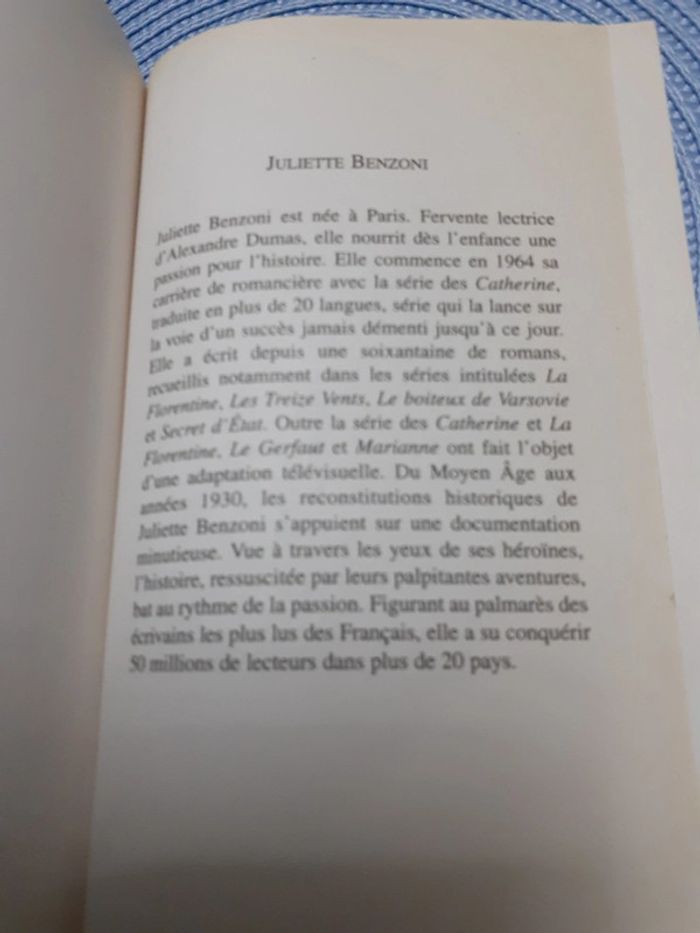 JULIETTE BENZONI
Juliette Benzoni est née à Paris. Fervente lectrice
d'Alexandre Dumas, elle nourrit dès l'enfance une
passion pour l'histoire. Elle commence en 1964 sa
carrière de romancière avec la série des Catherine,
traduite en plus de 20 langues, série qui la lance sur
la voie d'un succès jamais démenti jusqu'à ce jour.
Elle a écrit depuis une soixantaine de romans,
recueillis notamment dans les séries intitulées La
Florentine, Les Treize Vents, Le boiteux de Varsovie
et Secret d'État. Outre la série des Catherine et La
Florentine, Le Gerfaut et Marianne ont fait l'objet
d'une adaptation télévisuelle. Du Moyen Âge aux
années 1930, les reconstitutions historiques de
Juliette Benzoni s'appuient sur une documentation
minutieuse. Vue à travers les yeux de ses héroïnes,
l'histoire, ressuscitée par leurs palpitantes aventures,
bat au rythme de la passion. Figurant au palmarès des
écrivains les plus lus des Français, elle a su conquérir
50 millions de lecteurs dans plus de 20 pays.